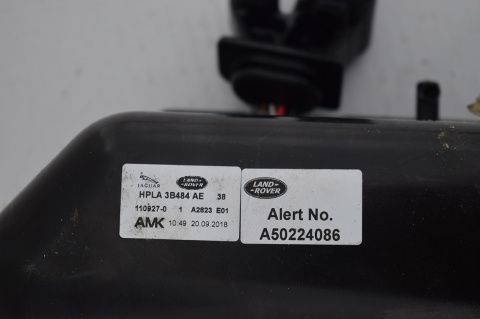 JAGUAR
LAND ROVER
HPLA 3B484 AE 38
110927-0 1 A2823 E01
AMK 10:49 20.09.2018
LAND ROVER
Alert No.
A50224086